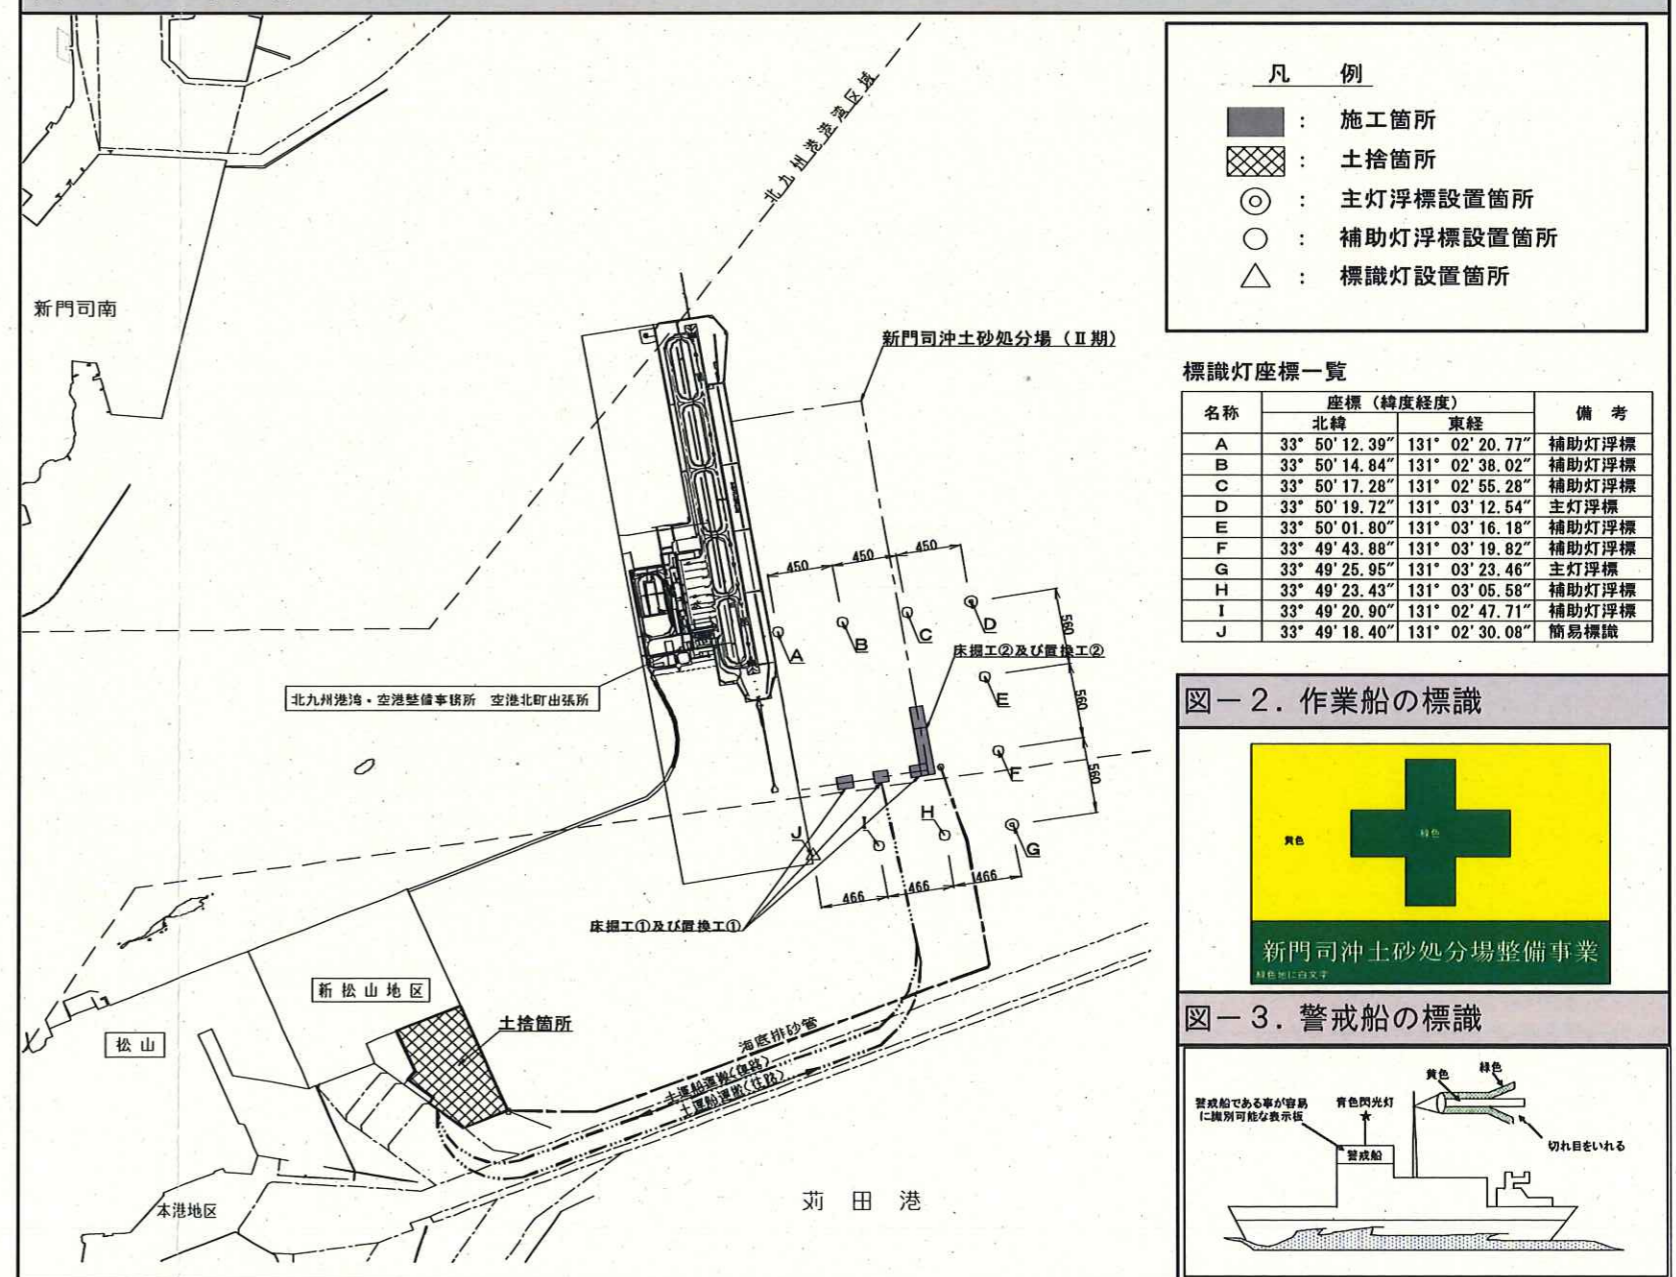 北九州港港湾区域
新門司南
新門司沖土砂処分場（Ⅱ期）
450
450
450
A
B
C
D
560
床掘工②及び置換工②
E
560
北九州港湾・空港整備事務所 空港北町出張所
F
560
J
I
H
G
466
466
466
床掘工①及び置換工①
新松山地区
土捨箇所
松山
海底排砂管
土運船運搬(復路)
土運船運搬(往路)
本港地区
苅田港
凡 例
： 施工箇所
： 土捨箇所
： 主灯浮標設置箇所
： 補助灯浮標設置箇所
： 標識灯設置箇所
標識灯座標一覧
名称 座標（緯度経度） 備考
北緯 東経
A 33° 50' 12.39" 131° 02' 20.77" 補助灯浮標
B 33° 50' 14.84" 131° 02' 38.02" 補助灯浮標
C 33° 50' 17.28" 131° 02' 55.28" 補助灯浮標
D 33° 50' 19.72" 131° 03' 12.54" 主灯浮標
E 33° 50' 01.80" 131° 03' 16.18" 補助灯浮標
F 33° 49' 43.88" 131° 03' 19.82" 補助灯浮標
G 33° 49' 25.95" 131° 03' 23.46" 主灯浮標
H 33° 49' 23.43" 131° 03' 05.58" 補助灯浮標
I 33° 49' 20.90" 131° 02' 47.71" 補助灯浮標
J 33° 49' 18.40" 131° 02' 30.08" 簡易標識
図－２．作業船の標識
黄色
緑色
新門司沖土砂処分場整備事業
緑色地に白文字
図－３．警戒船の標識
黄色
緑色
警戒船である事が容易
に識別可能な表示板
青色閃光灯
警戒船
切れ目をいれる